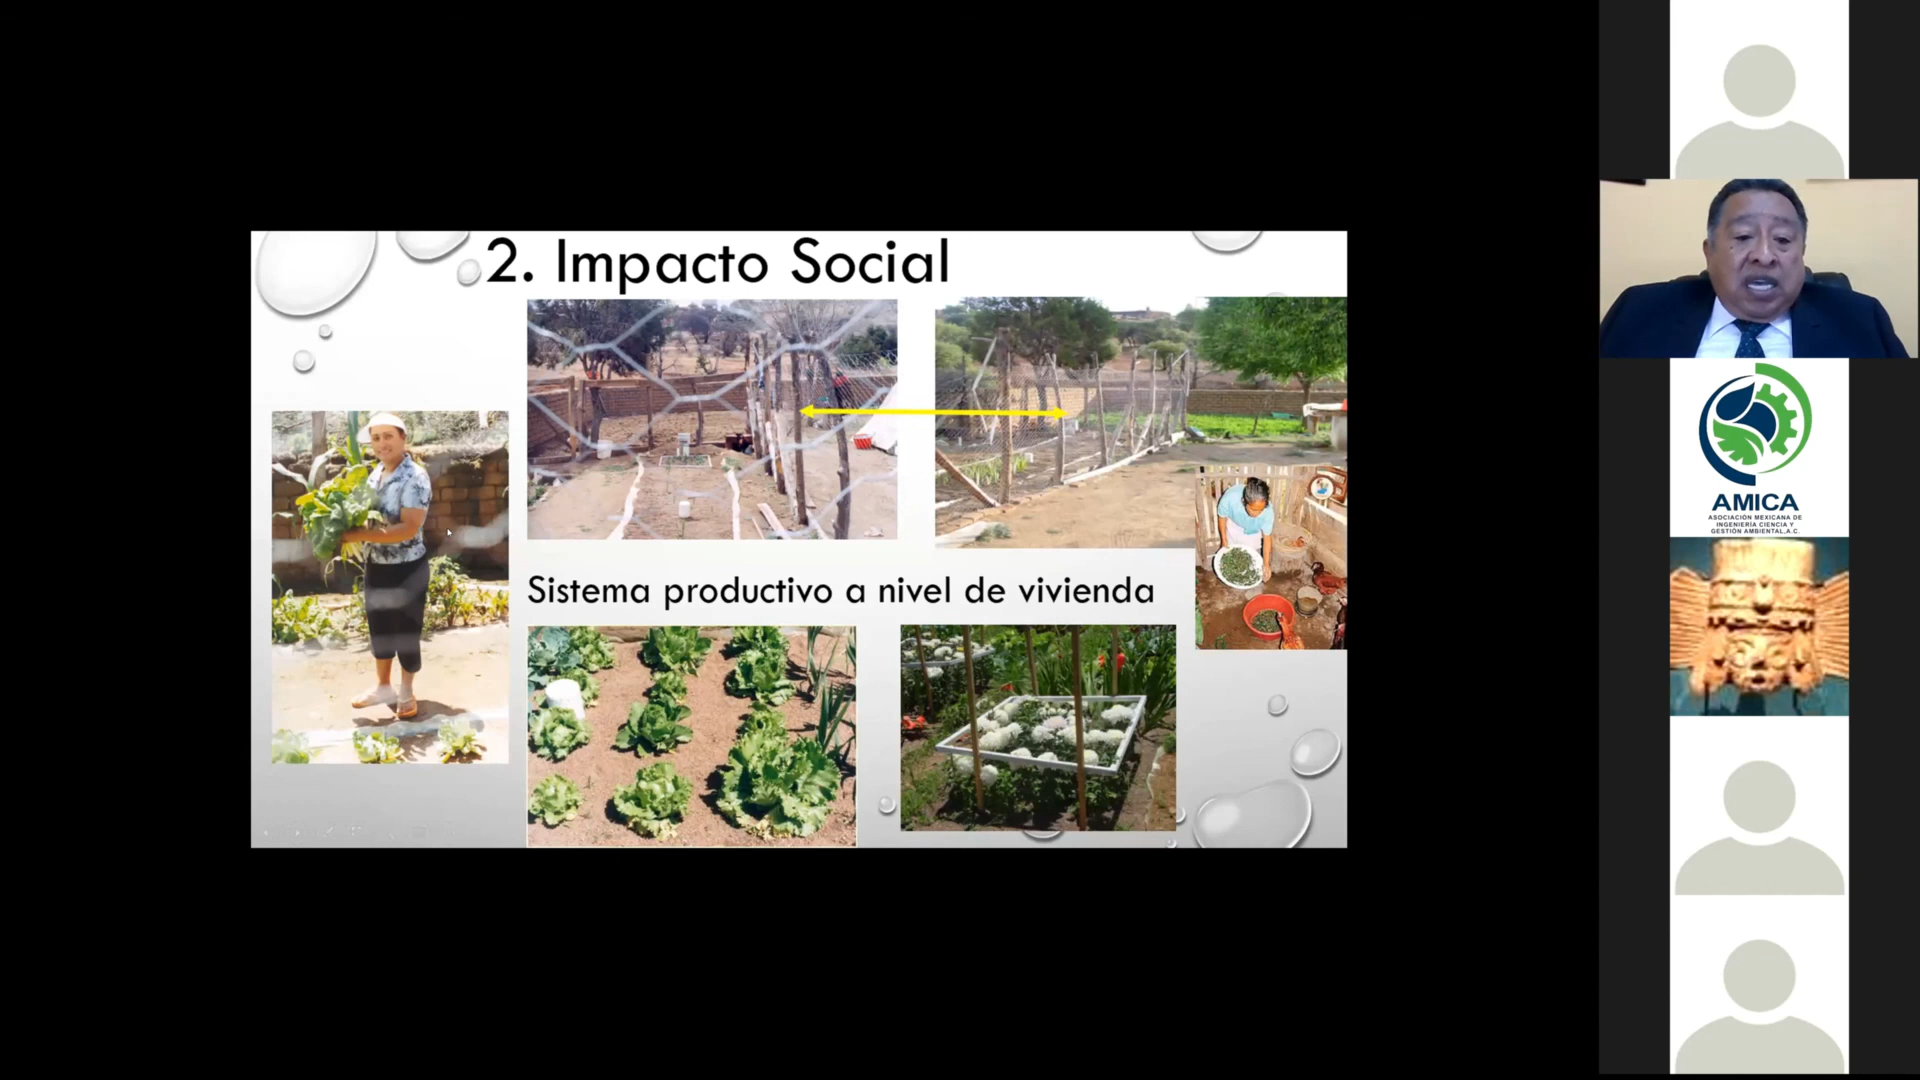 2. Impacto Social
Sistema productivo a nivel de vivienda
AMICA
ASOCIACIÓN MEXICANA DE
INGENIERÍA CIENCIA Y
GESTIÓN AMBIENTAL,A.C.